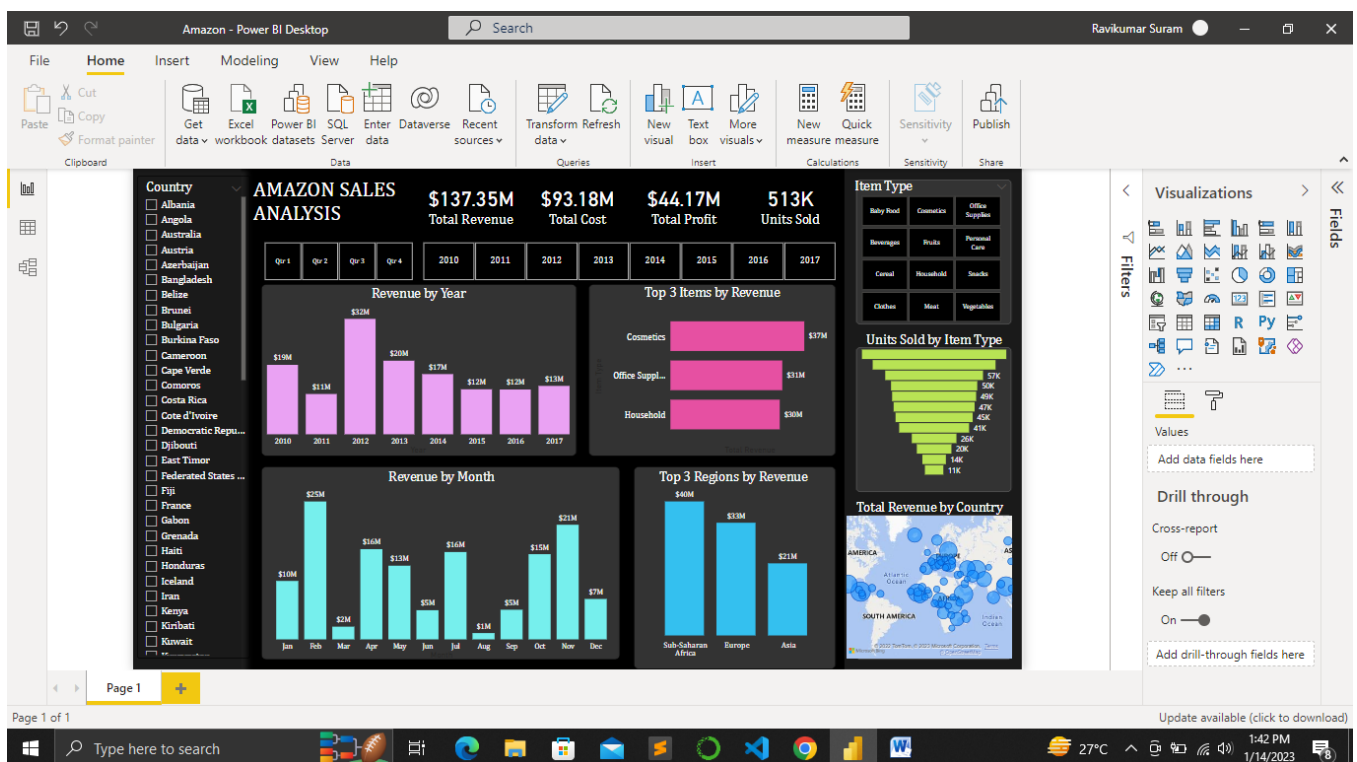 Amazon - Power BI Desktop
Search
Ravikumar Suram
File Home Insert Modeling View Help
Paste
Cut
Copy
Format painter
Clipboard
Get data
Excel workbook
Power BI datasets
SQL Server
Enter data
Dataverse
Recent sources
Data
Transform data
Refresh
Queries
New visual
Text box
More visuals
Insert
New measure
Quick measure
Calculations
Sensitivity
Sensitivity
Publish
Share
Country
Albania
Angola
Australia
Austria
Azerbaijan
Bangladesh
Belize
Brunei
Bulgaria
Burkina Faso
Cameroon
Cape Verde
Comoros
Costa Rica
Cote d'Ivoire
Democratic Repu...
Djibouti
East Timor
Federated States ...
Fiji
France
Gabon
Grenada
Haiti
Honduras
Iceland
Iran
Kenya
Kiribati
Kuwait
AMAZON SALES
ANALYSIS
$137.35M
Total Revenue
$93.18M
Total Cost
$44.17M
Total Profit
513K
Units Sold
Qtr 1 Qtr 2 Qtr 3 Qtr 4
2010 2011 2012 2013 2014 2015 2016 2017
Revenue by Year
$19M $11M $32M $20M $17M $12M $12M $13M
2010 2011 2012 2013 2014 2015 2016 2017
Top 3 Items by Revenue
Cosmetics $37M
Office Suppl... $31M
Household $30M
Revenue by Month
$10M $25M $2M $16M $13M $5M $16M $1M $5M $15M $21M $7M
Jan Feb Mar Apr May Jun Jul Aug Sep Oct Nov Dec
Top 3 Regions by Revenue
$40M $33M $21M
Sub-Saharan Africa
Europe
Asia
Item Type
Baby Food Cosmetics Office Supplies
Beverages Fruits Personal Care
Cereal Household Snacks
Clothes Meat Vegetables
Units Sold by Item Type
57K
50K
49K
47K
45K
41K
26K
20K
14K
11K
Total Revenue by Country
AMERICA
EUROPE
AS
Atlantic
Ocean
AFRICA
SOUTH AMERICA
Indian
Ocean
Filters
Visualizations
Fields
123
R
Py
Values
Add data fields here
Drill through
Cross-report
Off
Keep all filters
On
Add drill-through fields here
Page 1
Page 1 of 1
Update available (click to download)
Type here to search
27°C
1:42 PM
1/14/2023
8